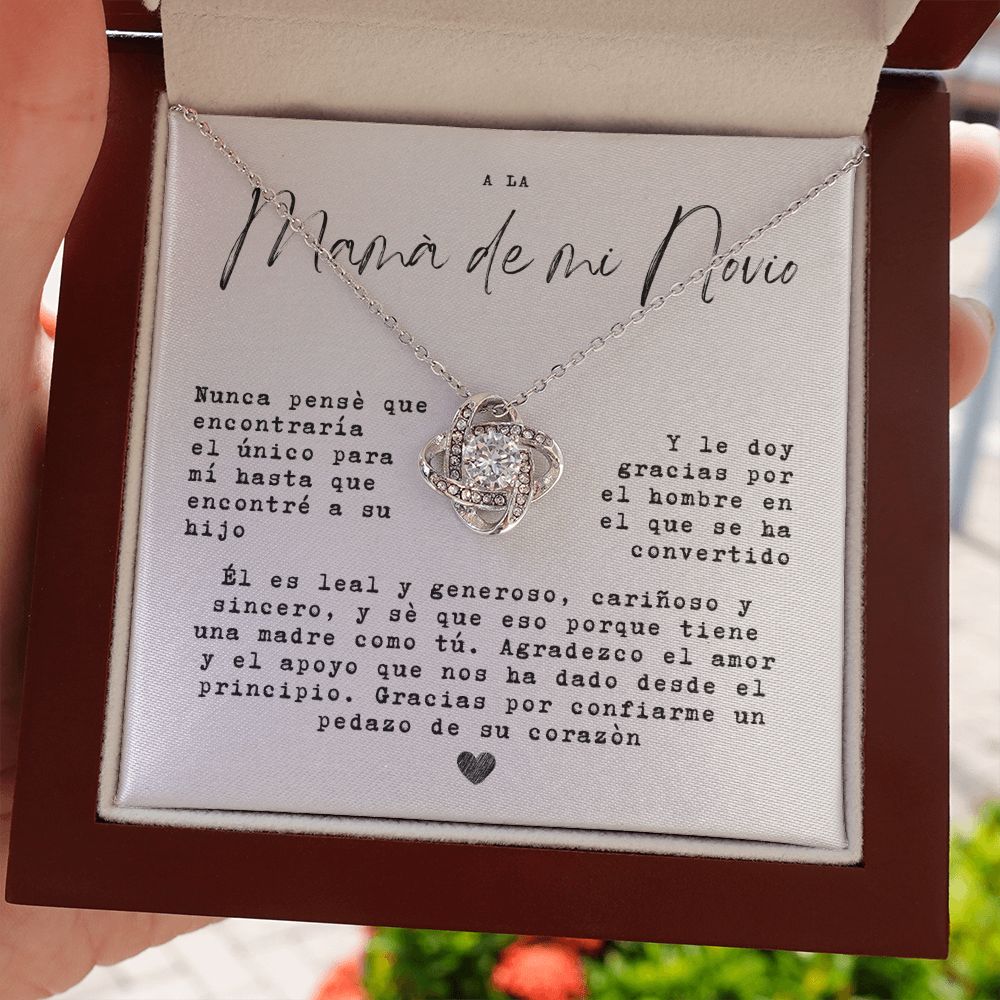 A LA
Mamà de mi Novio
Nunca pensè que
encontraría
el único para
mí hasta que
encontré a su
hijo
Y le doy
gracias por
el hombre en
el que se ha
convertido
Él es leal y generoso, cariñoso y
sincero, y sè que eso porque tiene
una madre como tú. Agradezco el amor
y el apoyo que nos ha dado desde el
principio. Gracias por confiarme un
pedazo de su corazòn